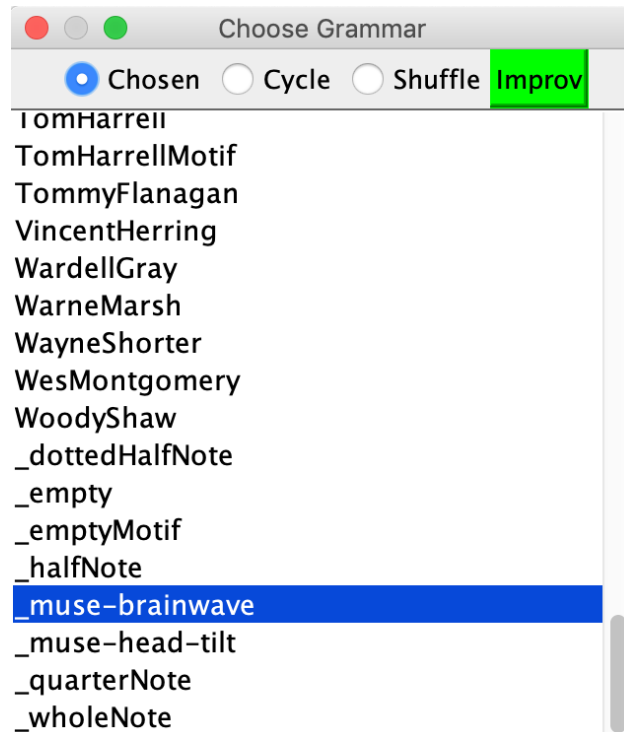 Choose Grammar
Chosen Cycle Shuffle Improv
TomHarrell
TomHarrellMotif
TommyFlanagan
VincentHerring
WardellGray
WarneMarsh
WayneShorter
WesMontgomery
WoodyShaw
_dottedHalfNote
_empty
_emptyMotif
_halfNote
_muse-brainwave
_muse-head-tilt
_quarterNote
_wholeNote